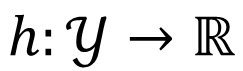 ℎ: 𝒴 → ℝ